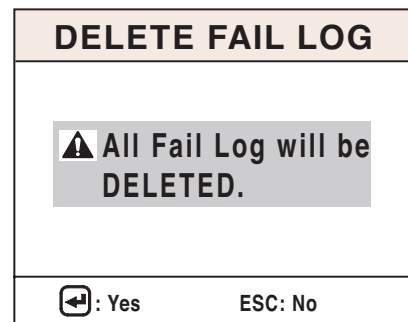 DELETE FAIL LOG
All Fail Log will be
DELETED.
: Yes ESC: No